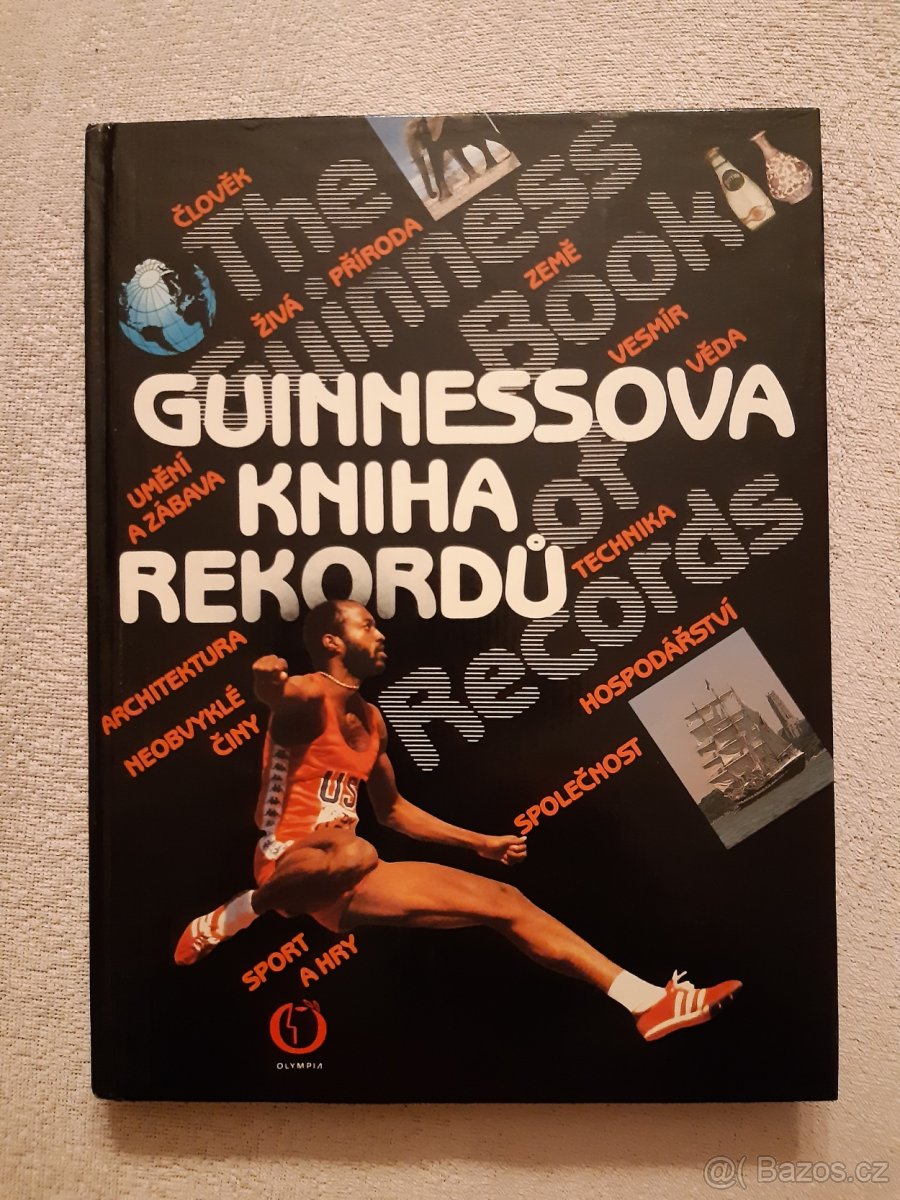 ČLOVĚK
The
Guinness
Book
of
Records
ŽIVÁ PŘÍRODA
ZEMĚ
VESMÍR
VĚDA
GUINNESSOVA
KNIHA
REKORDŮ
UMĚNÍ
A ZÁBAVA
TECHNIKA
ARCHITEKTURA
NEOBVYKLÉ
ČINY
HOSPODÁŘSTVÍ
SPOLEČNOST
US
SPORT
A HRY
OLYMPIA
@( Bazos.cz